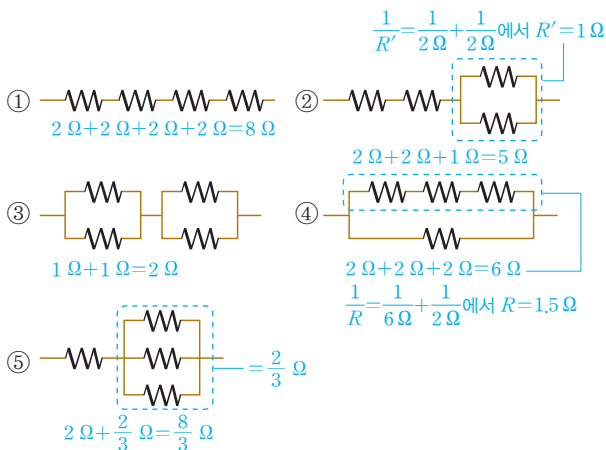 1/R′=1/2 Ω+1/2 Ω에서 R′=1 Ω
①
2 Ω+2 Ω+2 Ω+2 Ω=8 Ω
②
2 Ω+2 Ω+1 Ω=5 Ω
③
1 Ω+1 Ω=2 Ω
④
2 Ω+2 Ω+2 Ω=6 Ω
1/R=1/6 Ω+1/2 Ω에서 R=1.5 Ω
⑤
=2/3 Ω
2 Ω+2/3 Ω=8/3 Ω